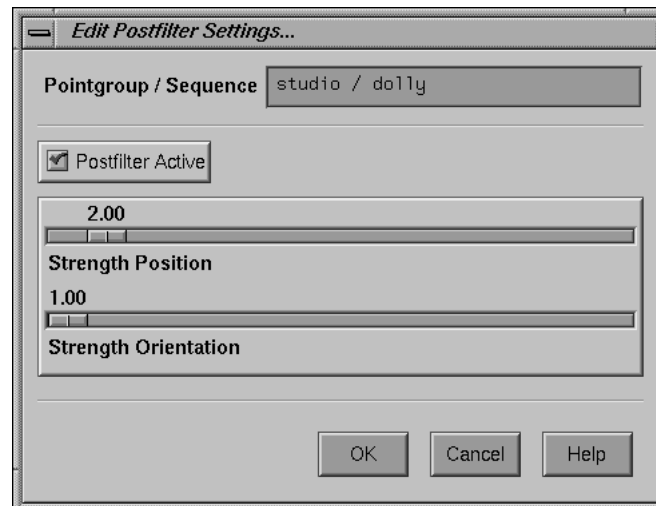 Edit Postfilter Settings...
Pointgroup / Sequence studio / dolly
Postfilter Active
2.00
Strength Position
1.00
Strength Orientation
OK Cancel Help